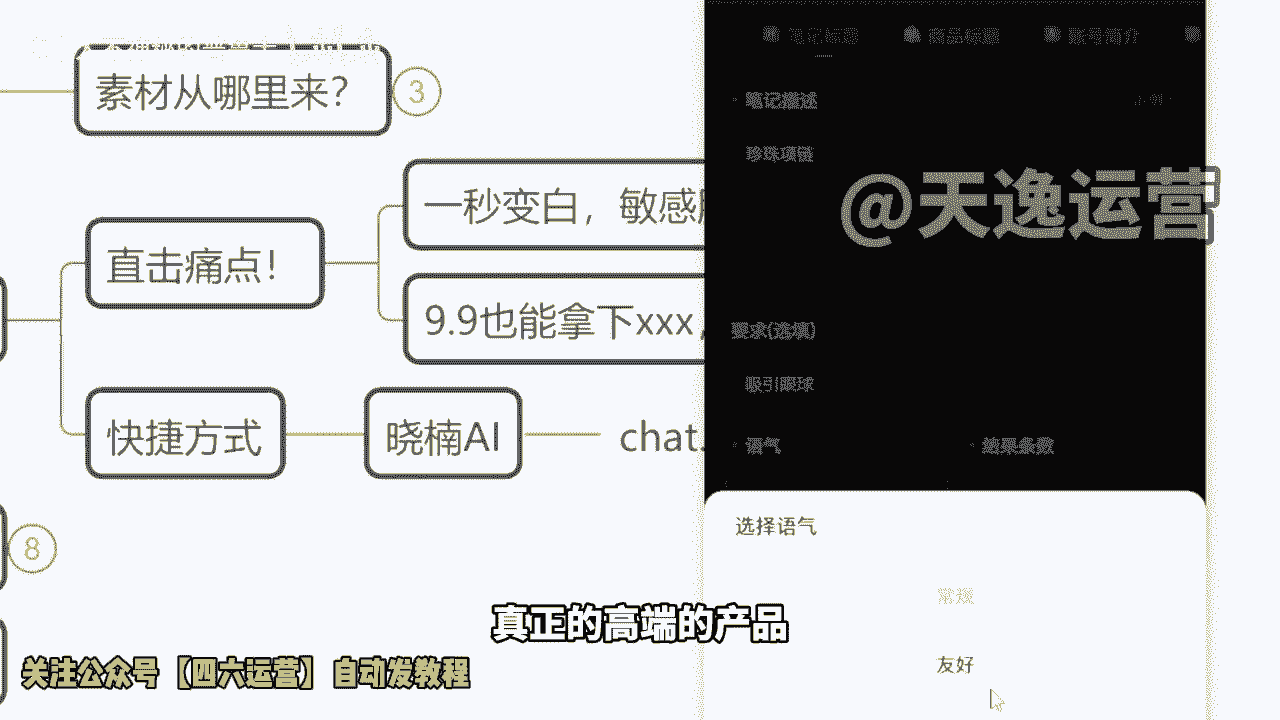 素材从哪里来？
3
直击痛点！
一秒变白，敏感
9.9也能拿下xxx，
快捷方式
晓楠AI
chat.
8
笔记标题
商品标题
账号简介
笔记描述
珍珠项链
@天逸运营
要求(选填)
吸引眼球
语气
结果条数
选择语气
常规
友好
真正的高端的产品
关注公众号【四六运营】 自动发教程